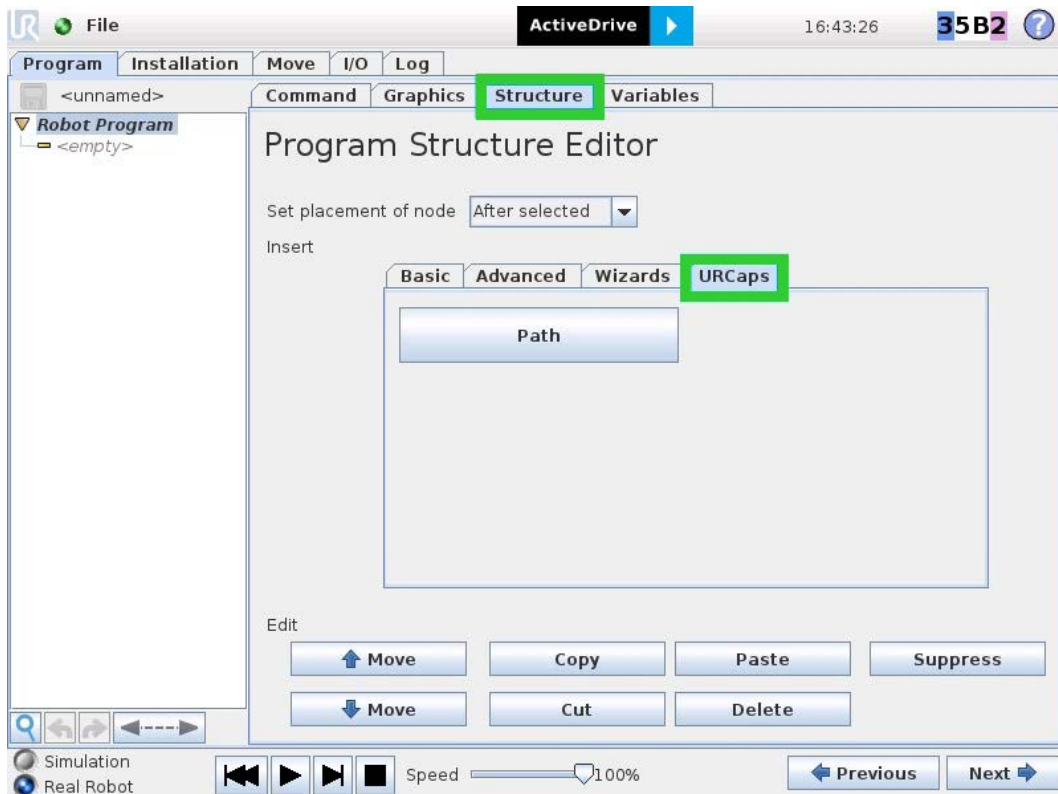 UR File ActiveDrive 16:43:26 35B2 ?
Program Installation Move I/O Log
<unnamed> Command Graphics Structure Variables
Robot Program
<empty>
Program Structure Editor
Set placement of node After selected
Insert
Basic Advanced Wizards URCaps
Path
Edit
Move Copy Paste Suppress
Move Cut Delete
Simulation
Real Robot
Speed 100% Previous Next